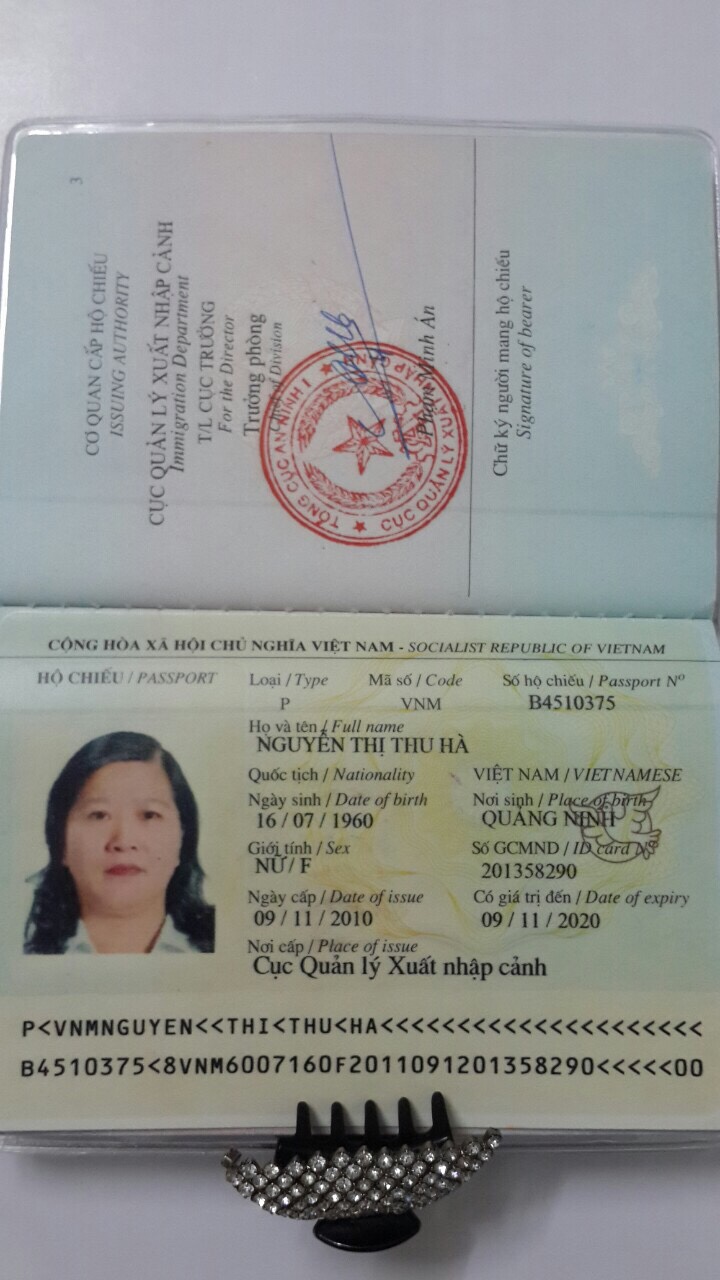 3
CƠ QUAN CẤP HỘ CHIẾU
ISSUING AUTHORITY
CỤC QUẢN LÝ XUẤT NHẬP CẢNH
Immigration Department
T/L CỤC TRƯỞNG
For the Director
Trưởng phòng
of Division
TỔNG CỤC AN NINH I
CỤC QUẢN LÝ XUẤT NHẬP CẢNH
Minh Ấn
Chữ ký người mang hộ chiếu
Signature of bearer
CỘNG HÒA XÃ HỘI CHỦ NGHĨA VIỆT NAM - SOCIALIST REPUBLIC OF VIETNAM
HỘ CHIẾU / PASSPORT Loại / Type Mã số / Code Số hộ chiếu / Passport Nº
P VNM B4510375
Họ và tên / Full name
NGUYỄN THỊ THU HÀ
Quốc tịch / Nationality VIỆT NAM / VIETNAMESE
Ngày sinh / Date of birth Nơi sinh / Place of birth
16 / 07 / 1960 QUẢNG NINH
Giới tính / Sex Số GCMND / ID card Nº
NỮ / F 201358290
Ngày cấp / Date of issue Có giá trị đến / Date of expiry
09 / 11 / 2010 09 / 11 / 2020
Nơi cấp / Place of issue
Cục Quản lý Xuất nhập cảnh
P<VNMNGUYEN<<THI<THU<HA<<<<<<<<<<<<<<<<<<<<<
B4510375<8VNM6007160F2011091201358290<<<<<00